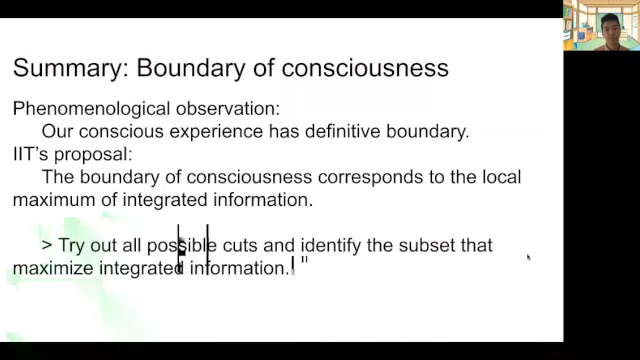 Summary: Boundary of consciousness
Phenomenological observation:
Our conscious experience has definitive boundary.
IIT's proposal:
The boundary of consciousness corresponds to the local
maximum of integrated information.
> Try out all possible cuts and identify the subset that
maximize integrated information.